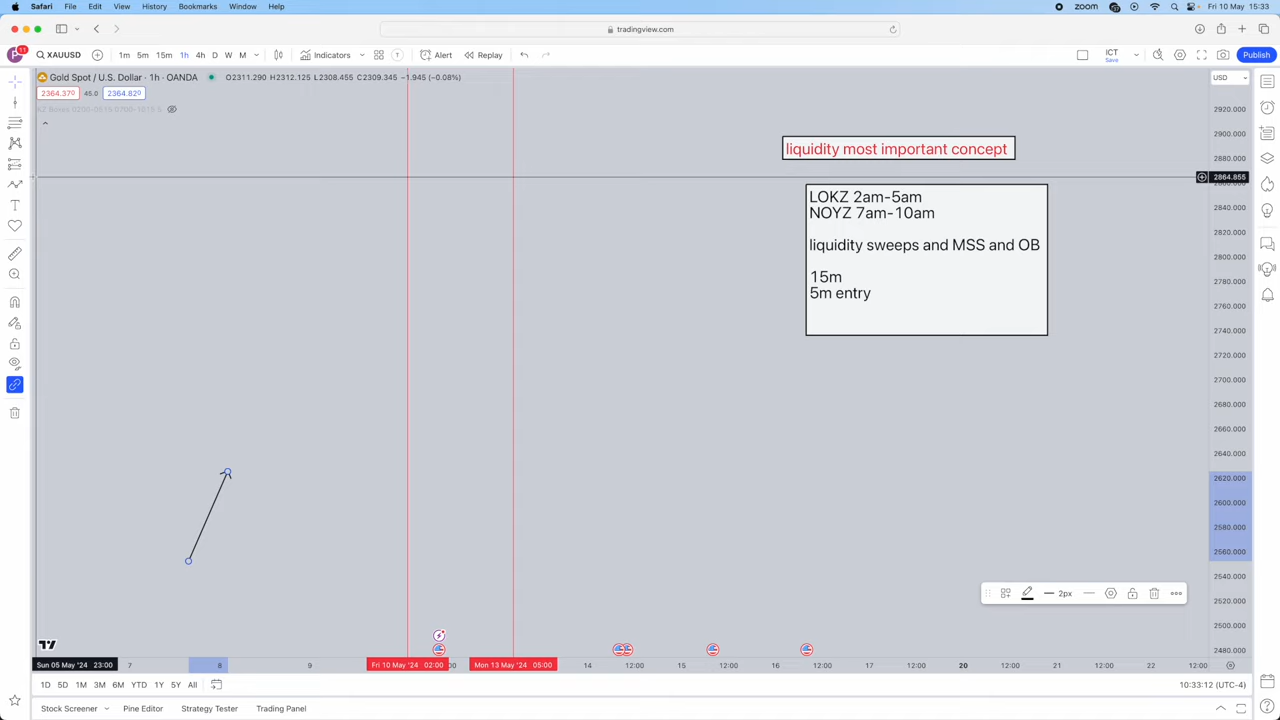 Safari File Edit View History Bookmarks Window Help zoom Fri 10 May 15:33
tradingview.com
11 XAUUSD 1m 5m 15m 1h 4h D W M Indicators Alert Replay ICT Save Publish
Gold Spot / U.S. Dollar · 1h · OANDA O2311.290 H2312.125 L2308.455 C2309.345 −1.945 (−0.08%) USD
2364.370 45.0 2364.820
2920.000
2900.000
2880.000
2864.855
2840.000
2820.000
2800.000
2780.000
2760.000
2740.000
2720.000
2700.000
2680.000
2660.000
2640.000
2620.000
2600.000
2580.000
2560.000
2540.000
2520.000
2500.000
2480.000
liquidity most important concept
LOKZ 2am-5am
NOYZ 7am-10am
liquidity sweeps and MSS and OB
15m
5m entry
2px
Sun 05 May '24 23:00 7 8 9 Fri 10 May '24 02:00 Mon 13 May '24 05:00 14 12:00 15 12:00 16 12:00 17 12:00 20 12:00 21 12:00 22 12:00
1D 5D 1M 3M 6M YTD 1Y 5Y All 10:33:12 (UTC-4)
Stock Screener Pine Editor Strategy Tester Trading Panel